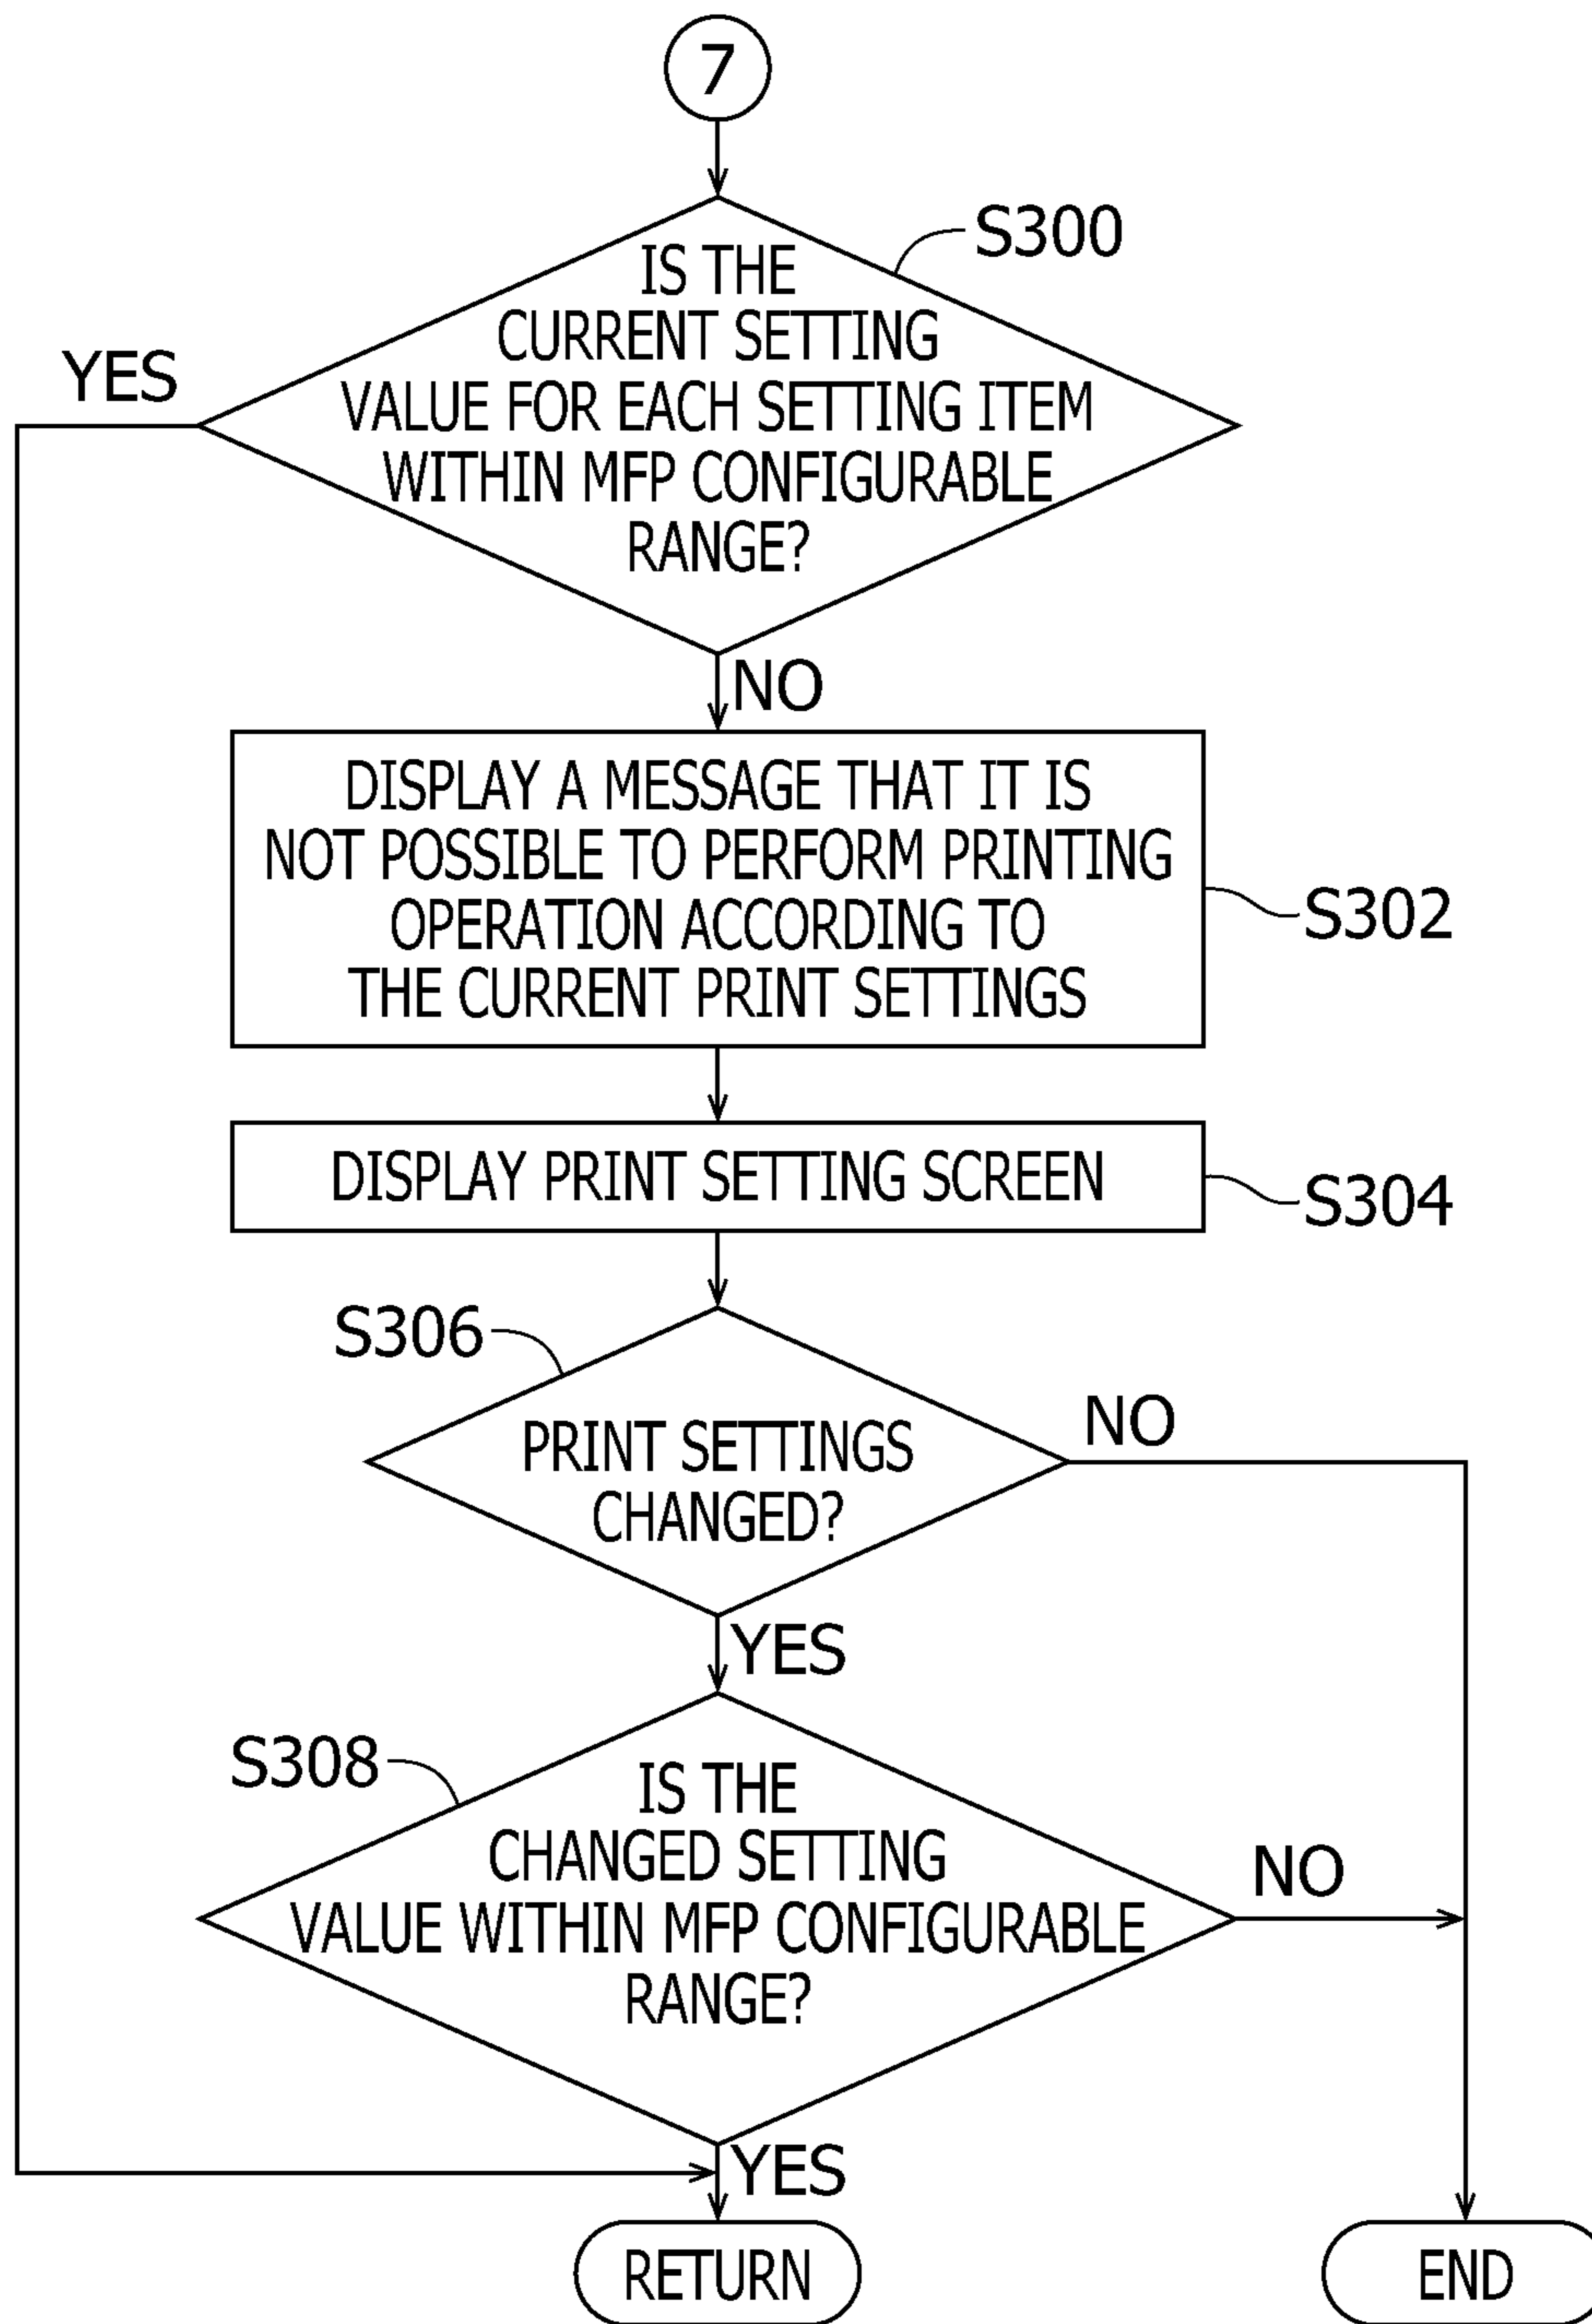 7
S300
IS THE
CURRENT SETTING
VALUE FOR EACH SETTING ITEM
WITHIN MFP CONFIGURABLE
RANGE?
YES
NO
DISPLAY A MESSAGE THAT IT IS
NOT POSSIBLE TO PERFORM PRINTING
OPERATION ACCORDING TO
THE CURRENT PRINT SETTINGS
S302
DISPLAY PRINT SETTING SCREEN
S304
S306
PRINT SETTINGS
CHANGED?
NO
YES
S308
IS THE
CHANGED SETTING
VALUE WITHIN MFP CONFIGURABLE
RANGE?
NO
YES
RETURN
END